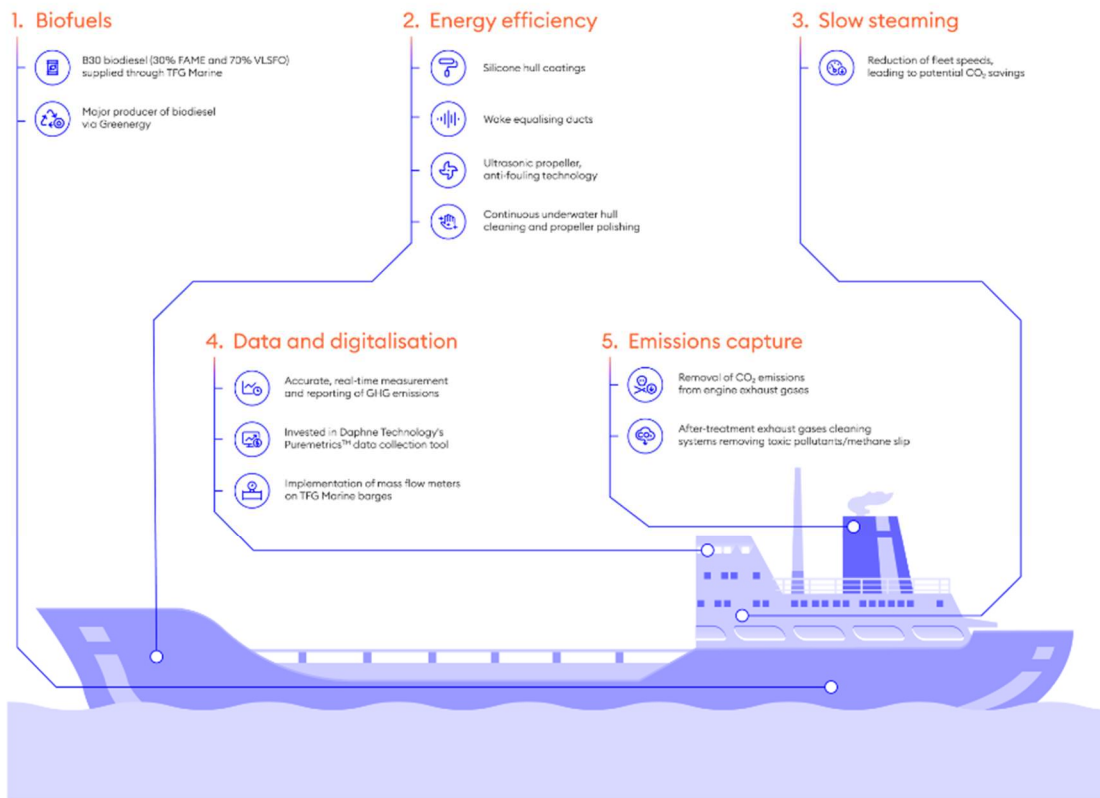 1. Biofuels
B30 biodiesel (30% FAME and 70% VLSFO)
supplied through TFG Marine
Major producer of biodiesel
via Greenergy
2. Energy efficiency
Silicone hull coatings
Wake equalising ducts
Ultrasonic propeller,
anti-fouling technology
Continuous underwater hull
cleaning and propeller polishing
3. Slow steaming
Reduction of fleet speeds,
leading to potential CO₂ savings
4. Data and digitalisation
Accurate, real-time measurement
and reporting of GHG emissions
Invested in Daphne Technology's
Puremetrics™ data collection tool
Implementation of mass flow meters
on TFG Marine barges
5. Emissions capture
Removal of CO₂ emissions
from engine exhaust gases
CO₂
After-treatment exhaust gases cleaning
systems removing toxic pollutants/methane slip